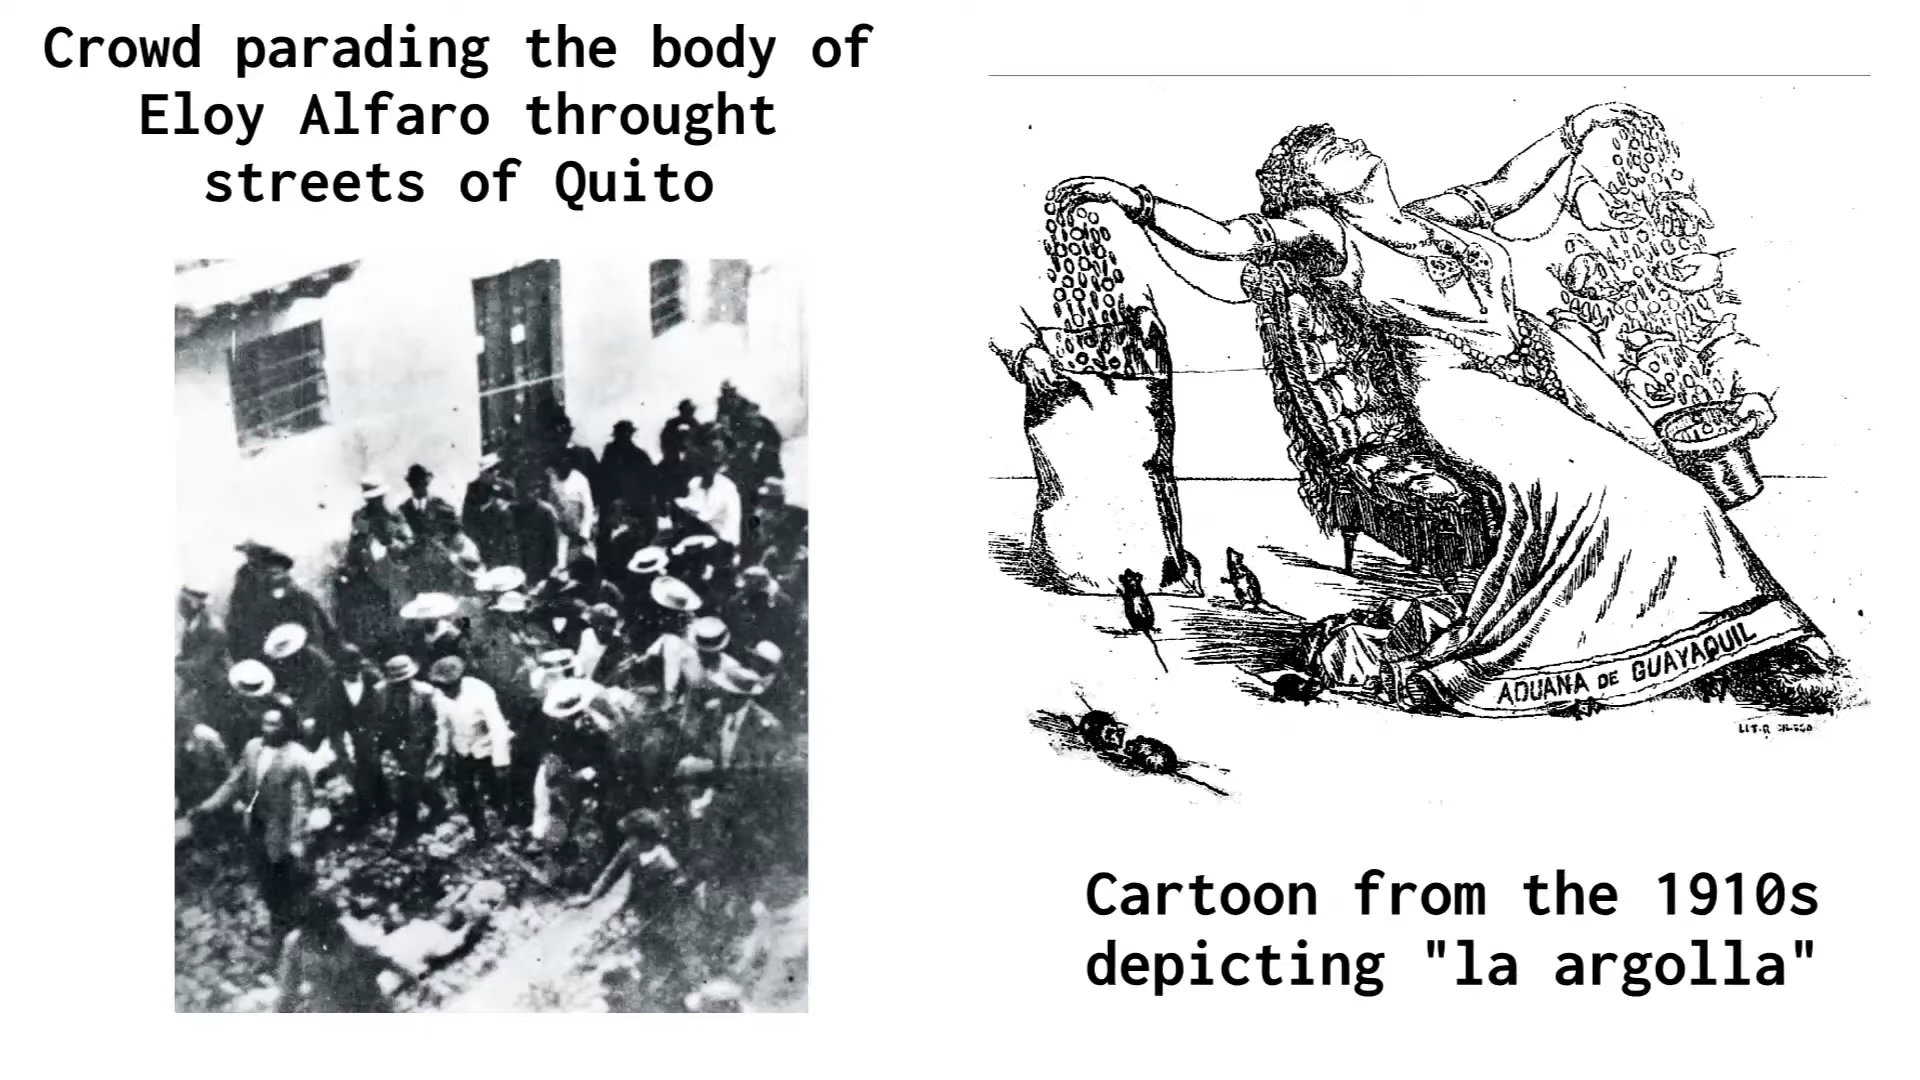 Crowd parading the body of
Eloy Alfaro throught
streets of Quito
ADUANA DE GUAYAQUIL
Cartoon from the 1910s
depicting "la argolla"